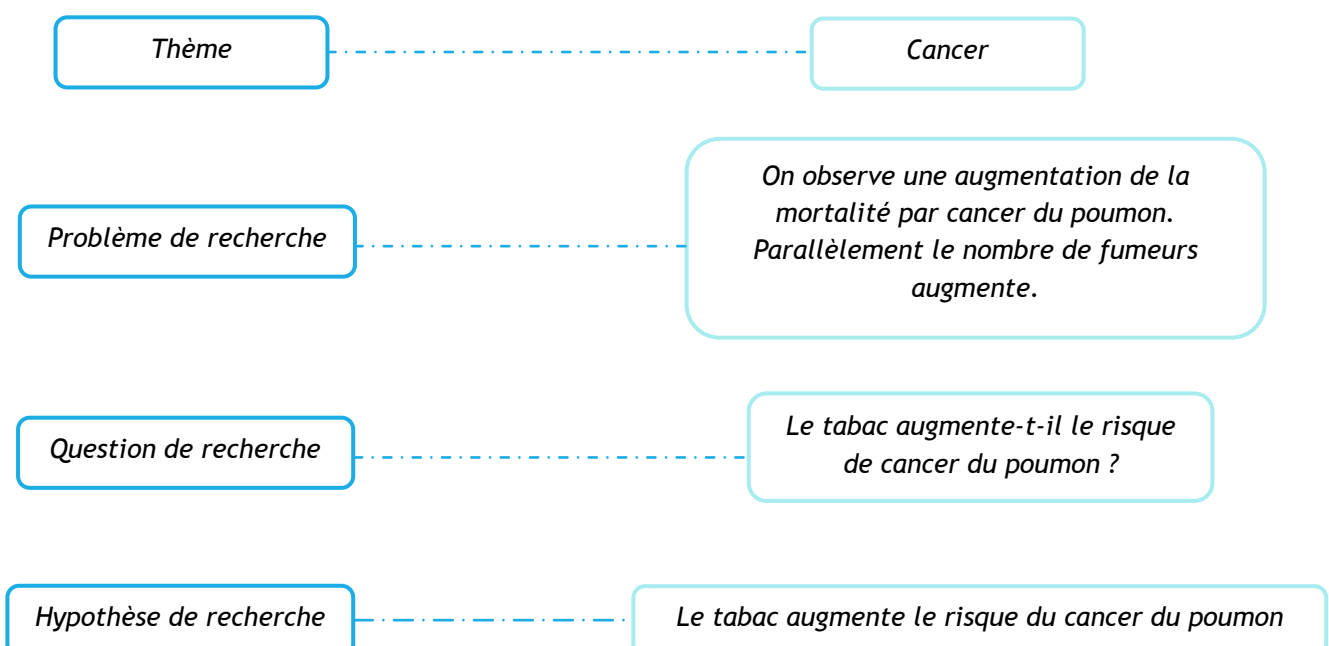 Thème
Cancer
On observe une augmentation de la
mortalité par cancer du poumon.
Parallèlement le nombre de fumeurs
augmente.
Problème de recherche
Le tabac augmente-t-il le risque
de cancer du poumon ?
Question de recherche
Hypothèse de recherche
Le tabac augmente le risque du cancer du poumon